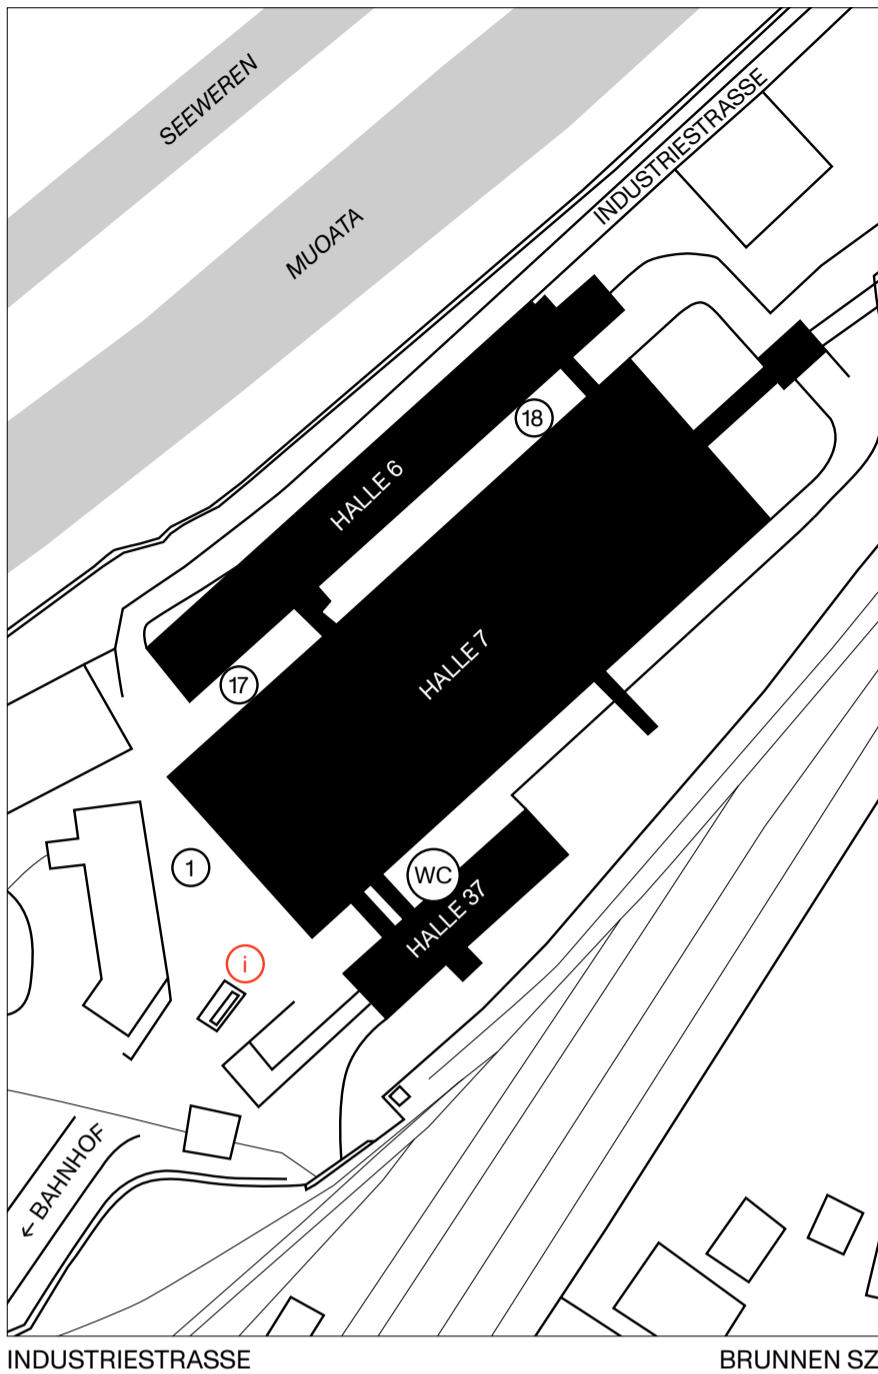 SEEWEREN
MUOATA
INDUSTRIESTRASSE
18
HALLE 6
HALLE 7
17
1
WC
HALLE 37
i
← BAHNHOF
INDUSTRIESTRASSE
BRUNNEN SZ